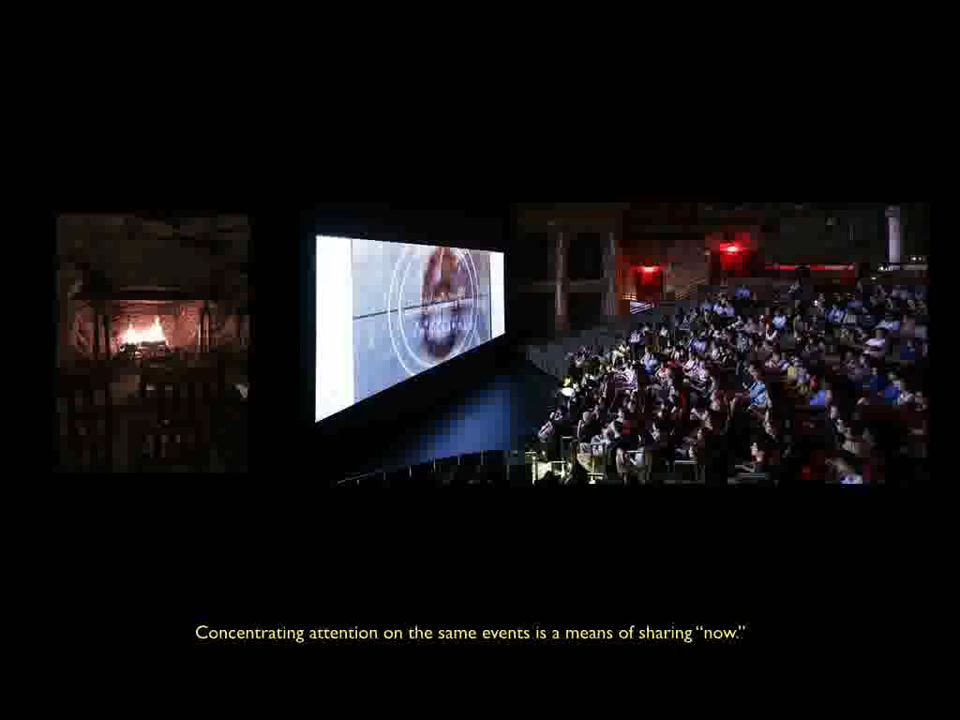 Concentrating attention on the same events is a means of sharing “now.”